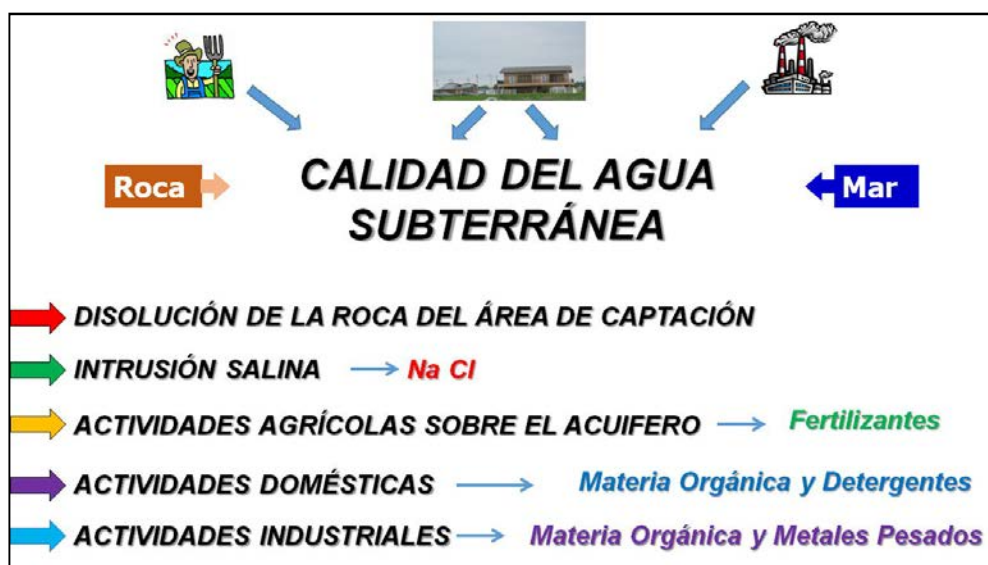 Roca
CALIDAD DEL AGUA
SUBTERRÁNEA
Mar
DISOLUCIÓN DE LA ROCA DEL ÁREA DE CAPTACIÓN
INTRUSIÓN SALINA Na Cl
ACTIVIDADES AGRÍCOLAS SOBRE EL ACUIFERO Fertilizantes
ACTIVIDADES DOMÉSTICAS Materia Orgánica y Detergentes
ACTIVIDADES INDUSTRIALES Materia Orgánica y Metales Pesados